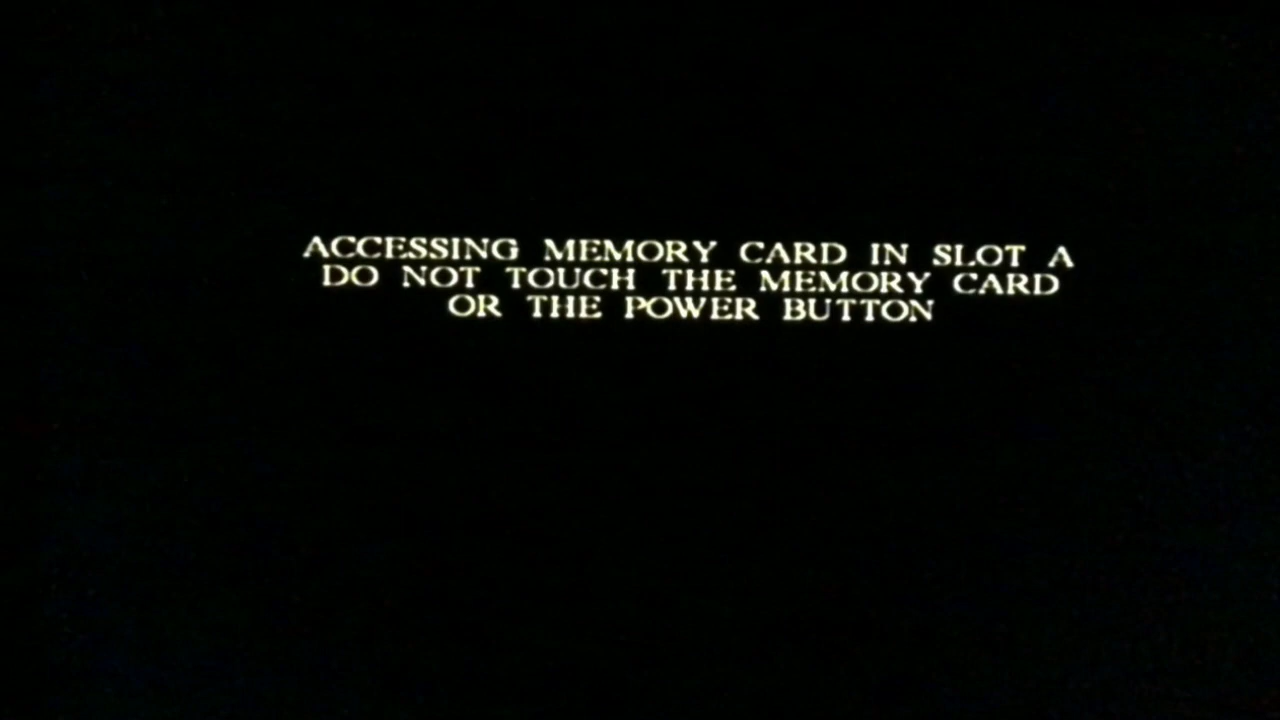 ACCESSING MEMORY CARD IN SLOT A
DO NOT TOUCH THE MEMORY CARD
OR THE POWER BUTTON